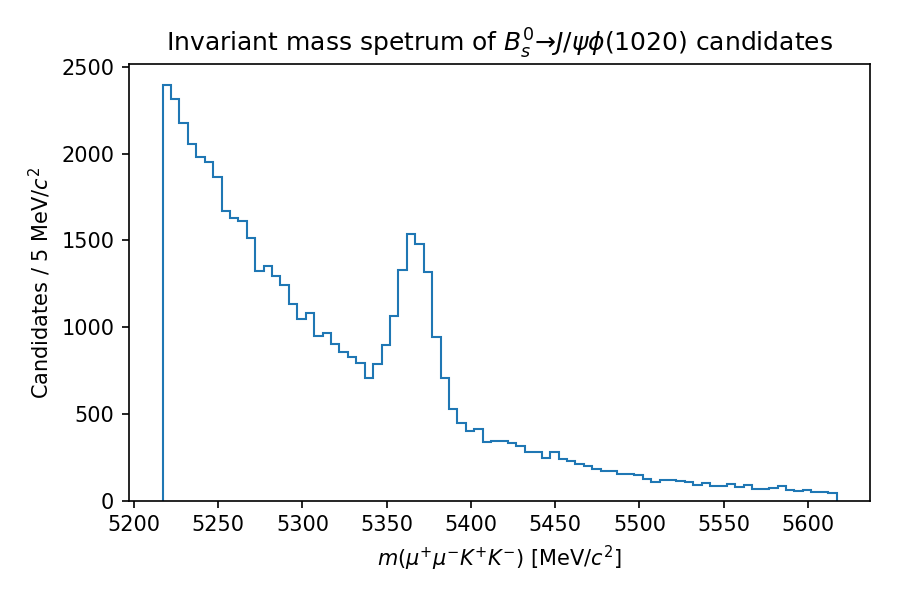 Invariant mass spetrum of $B_s^0$→$J/\psi\phi(1020)$ candidates
Candidates / 5 MeV/$c^2$
2500
2000
1500
1000
500
0
5200 5250 5300 5350 5400 5450 5500 5550 5600
$m(\mu^+\mu^-K^+K^-)$ [MeV/$c^2$]